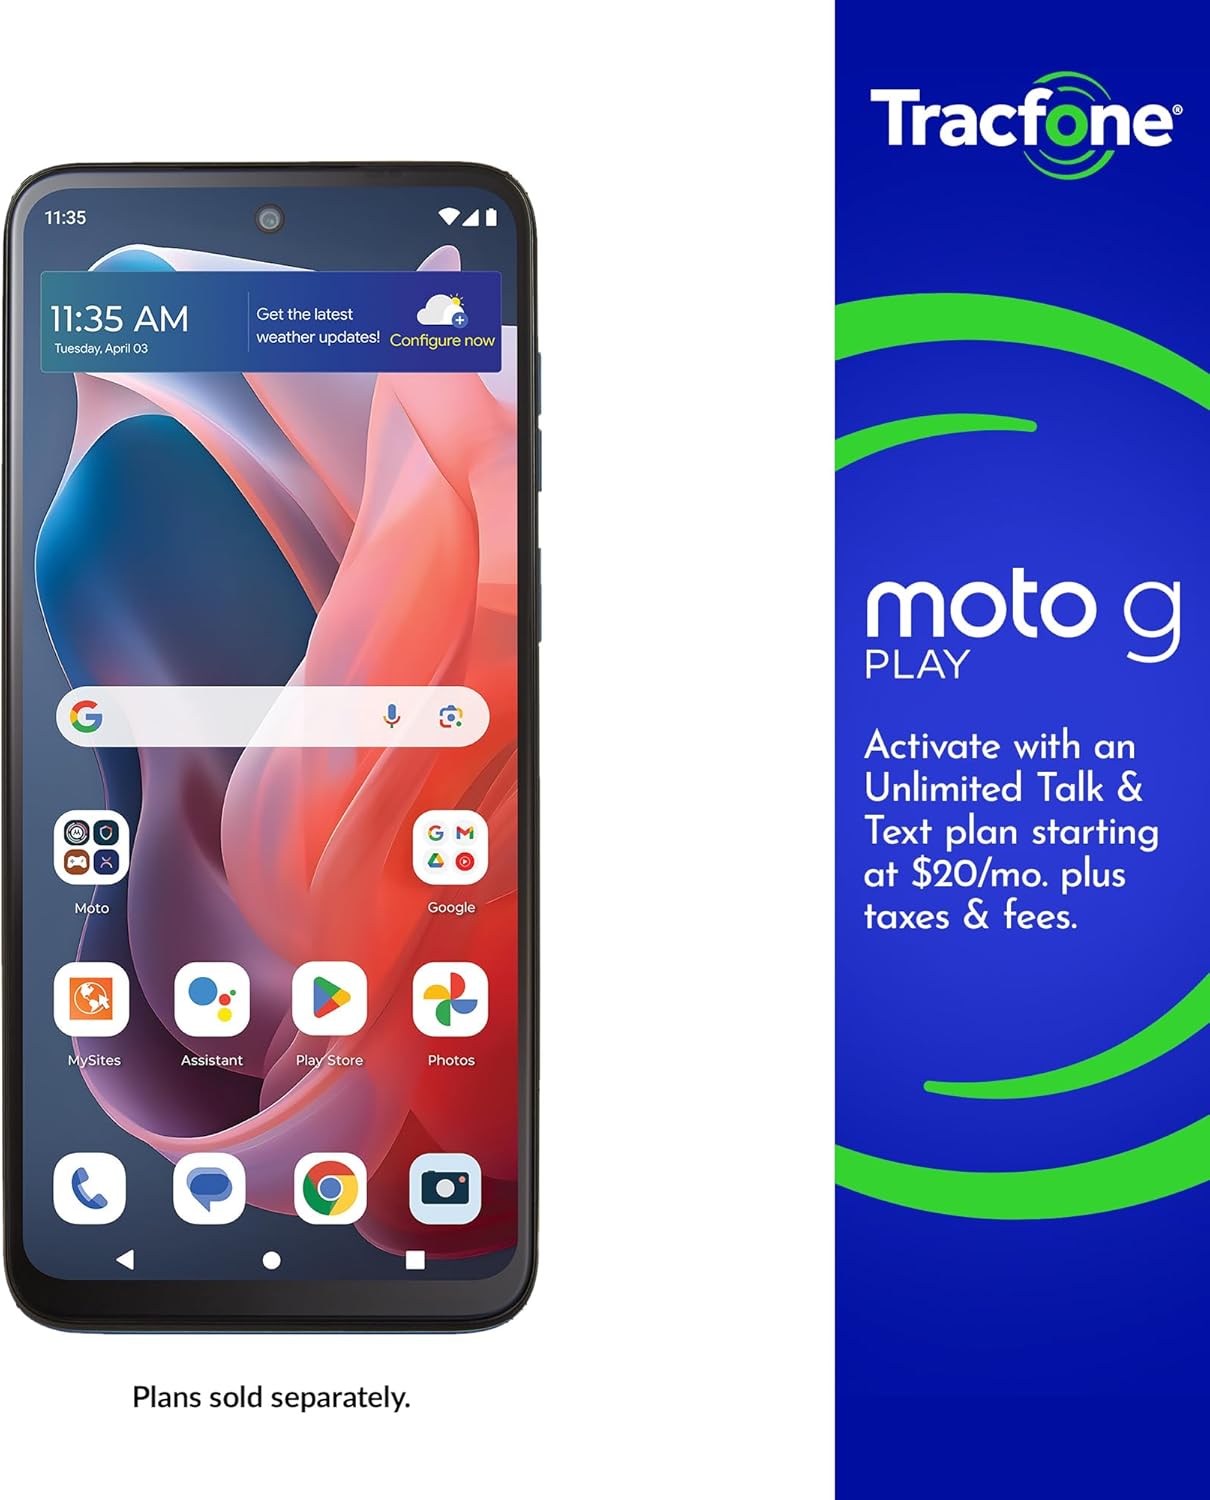 11:35
11:35 AM
Tuesday, April 03
Get the latest
weather updates!
Configure now
Moto
Google
MySites
Assistant
Play Store
Photos
Plans sold separately.
Tracfone®
moto g
PLAY
Activate with an
Unlimited Talk &
Text plan starting
at $20/mo. plus
taxes & fees.